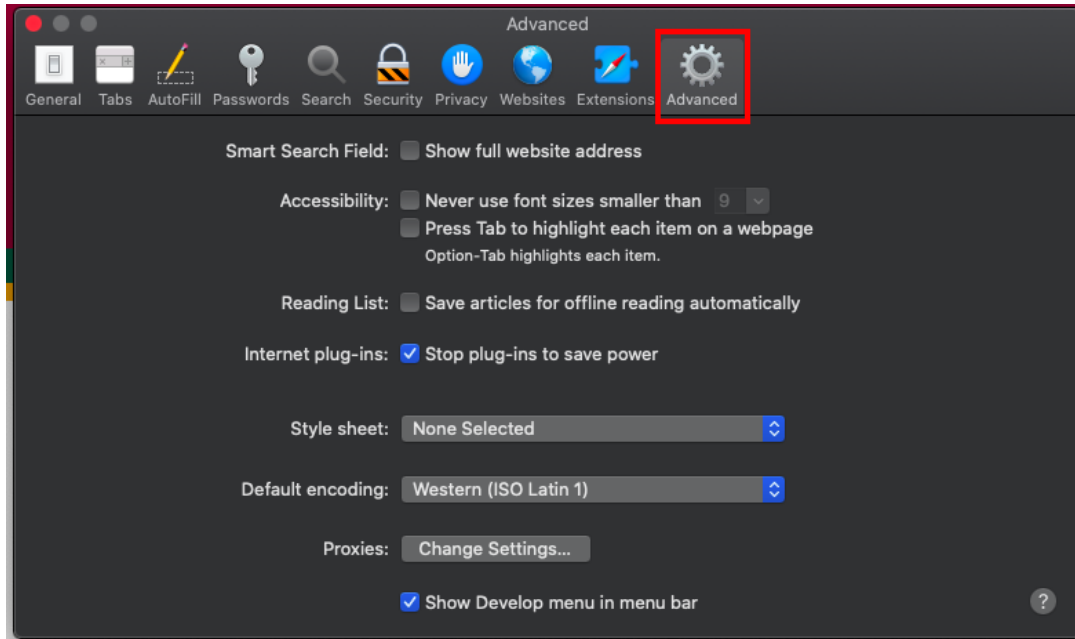 Advanced
General Tabs AutoFill Passwords Search Security Privacy Websites Extensions Advanced
Smart Search Field: Show full website address
Accessibility: Never use font sizes smaller than 9
Press Tab to highlight each item on a webpage
Option-Tab highlights each item.
Reading List: Save articles for offline reading automatically
Internet plug-ins: Stop plug-ins to save power
Style sheet: None Selected
Default encoding: Western (ISO Latin 1)
Proxies: Change Settings...
Show Develop menu in menu bar
?